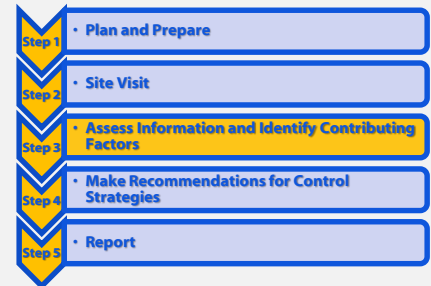 Step 1
• Plan and Prepare
Step 2
• Site Visit
Step 3
• Assess Information and Identify Contributing
Factors
Step 4
• Make Recommendations for Control
Strategies
Step 5
• Report